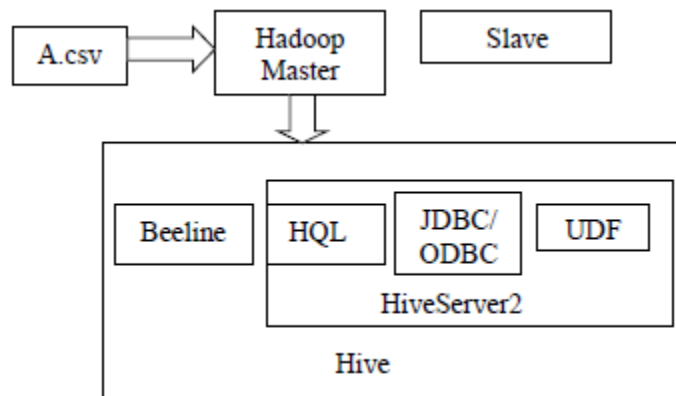 A.csv
Hadoop
Master
Slave
Beeline
HQL
JDBC/
ODBC
UDF
HiveServer2
Hive